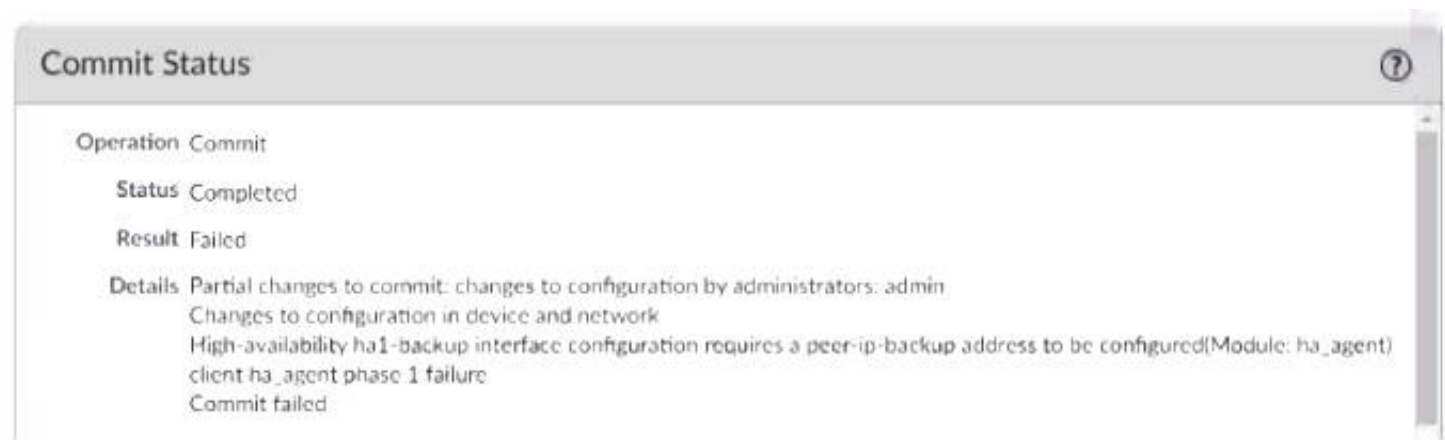 Commit Status
?
Operation Commit
Status Completed
Result Failed
Details Partial changes to commit: changes to configuration by administrators: admin
Changes to configuration in device and network
High-availability ha1-backup interface configuration requires a peer-ip-backup address to be configured(Module: ha_agent)
client ha_agent phase 1 failure
Commit failed